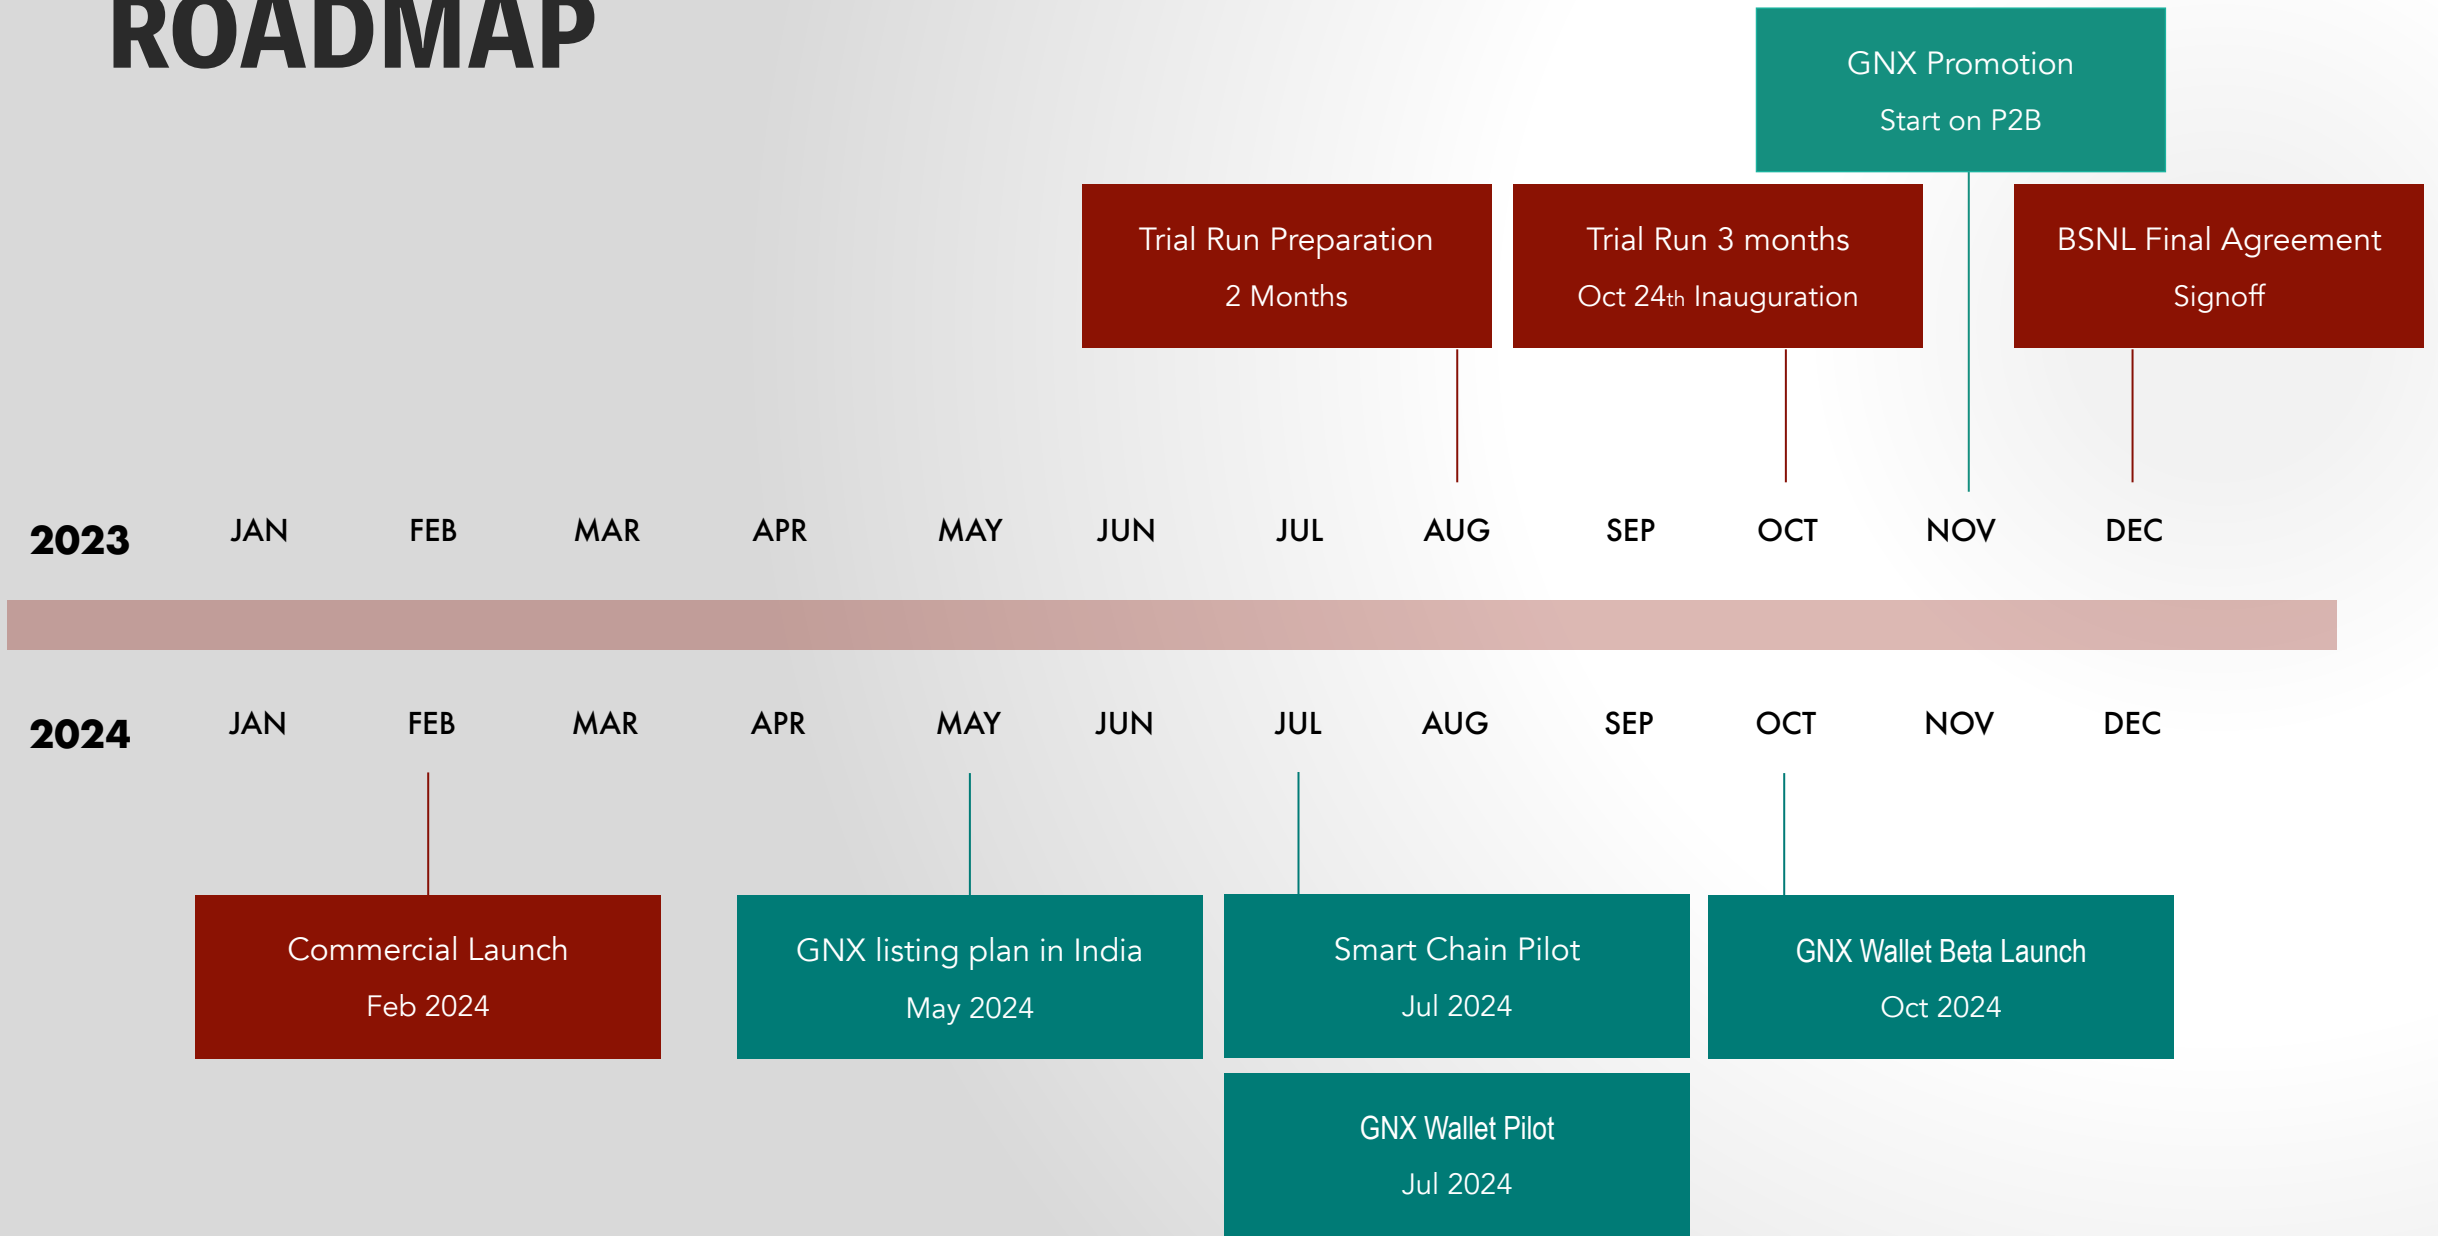 ROADMAP
GNX Promotion
Start on P2B
Trial Run Preparation
2 Months
Trial Run 3 months
Oct 24th Inauguration
BSNL Final Agreement
Signoff
2023 JAN FEB MAR APR MAY JUN JUL AUG SEP OCT NOV DEC
2024 JAN FEB MAR APR MAY JUN JUL AUG SEP OCT NOV DEC
Commercial Launch
Feb 2024
GNX listing plan in India
May 2024
Smart Chain Pilot
Jul 2024
GNX Wallet Beta Launch
Oct 2024
GNX Wallet Pilot
Jul 2024